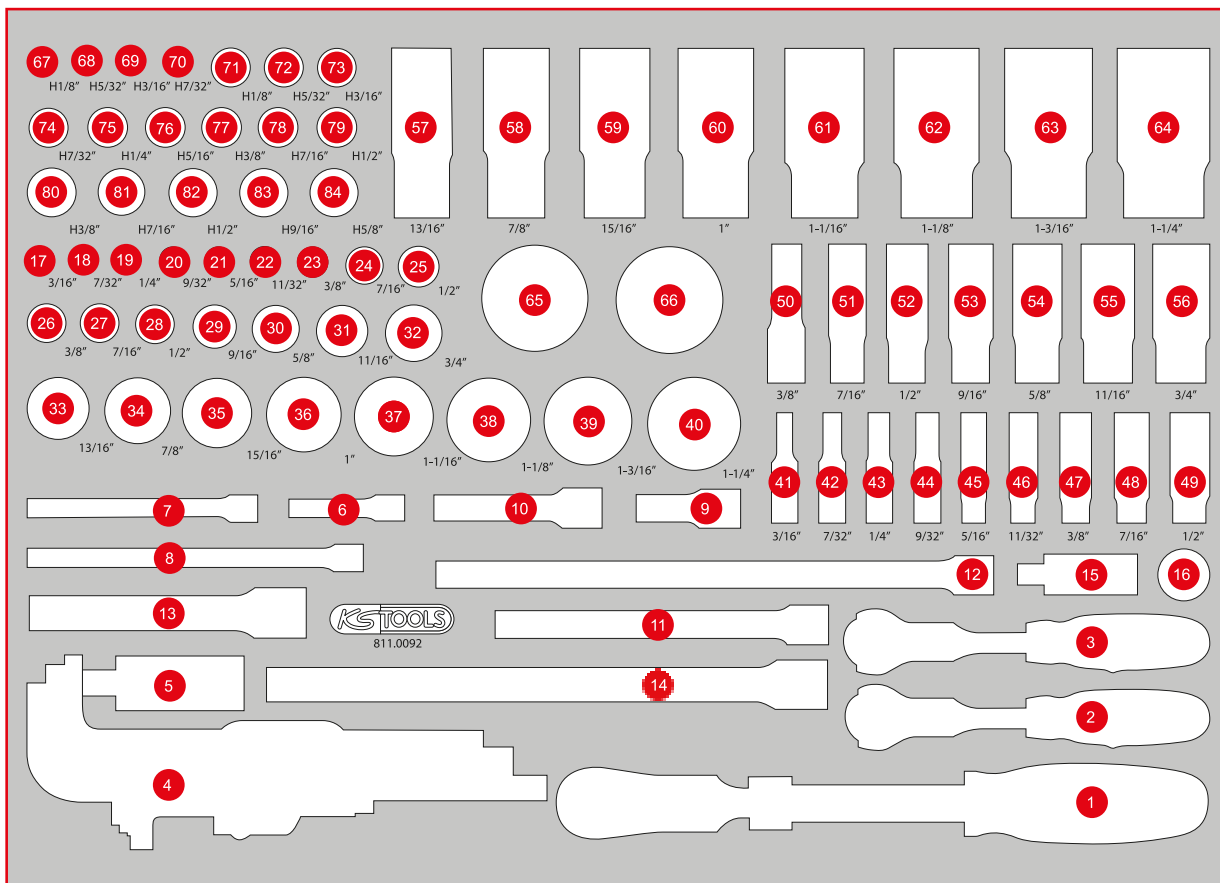 67 68 69 70 71 72 73
H1/8” H5/32” H3/16” H7/32” H1/8” H5/32” H3/16”
74 75 76 77 78 79
H7/32” H1/4” H5/16” H3/8” H7/16” H1/2”
80 81 82 83 84
H3/8” H7/16” H1/2” H9/16” H5/8”
57 58 59 60 61 62 63 64
13/16” 7/8” 15/16” 1” 1-1/16” 1-1/8” 1-3/16” 1-1/4”
17 18 19 20 21 22 23 24 25
3/16” 7/32” 1/4” 9/32” 5/16” 11/32” 3/8” 7/16” 1/2”
26 27 28 29 30 31 32
3/8” 7/16” 1/2” 9/16” 5/8” 11/16” 3/4”
65 66
50 51 52 53 54 55 56
3/8” 7/16” 1/2” 9/16” 5/8” 11/16” 3/4”
33 34 35 36 37 38 39 40
13/16” 7/8” 15/16” 1” 1-1/16” 1-1/8” 1-3/16” 1-1/4”
41 42 43 44 45 46 47 48 49
3/16” 7/32” 1/4” 9/32” 5/16” 11/32” 3/8” 7/16” 1/2”
7 6 10 9
8 12 15 16
13 11 3
KS TOOLS
811.0092
5 14 2
4 1